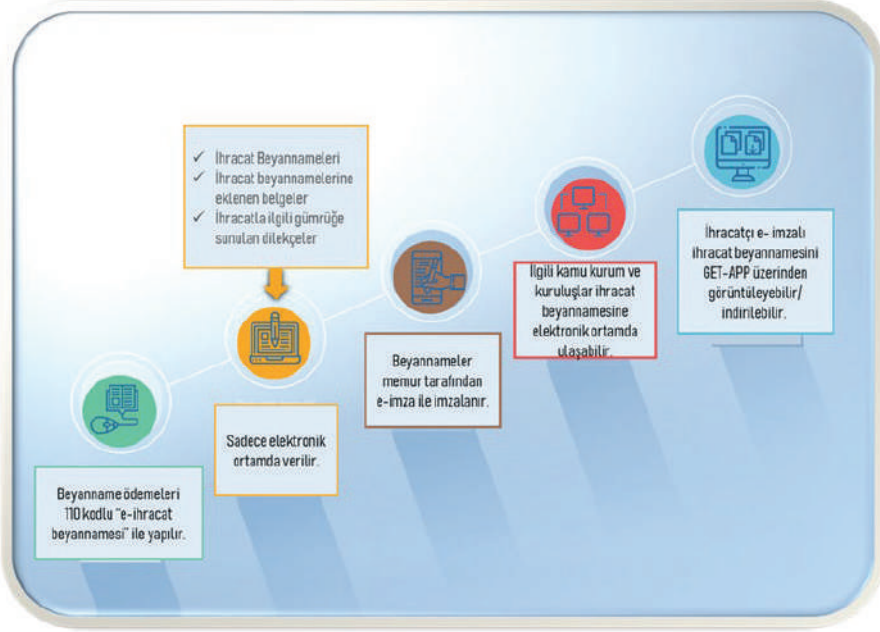 ✓ İhracat Beyannameleri
✓ İhracat beyannamelerine
eklenen belgeler
✓ İhracatla ilgili gümrüğe
sunulan dilekçeler
Beyanname ödemeleri
110 kodlu "e-ihracat
beyannamesi" ile yapılır.
Sadece elektronik
ortamda verilir.
Beyannameler
memur tarafından
e-imza ile imzalanır.
İlgili kamu kurum ve
kuruluşlar ihracat
beyannamesine
elektronik ortamda
ulaşabilir.
İhracatçı e- imzalı
ihracat beyannamesini
GET-APP üzerinden
görüntüleyebilir/
indirilebilir.